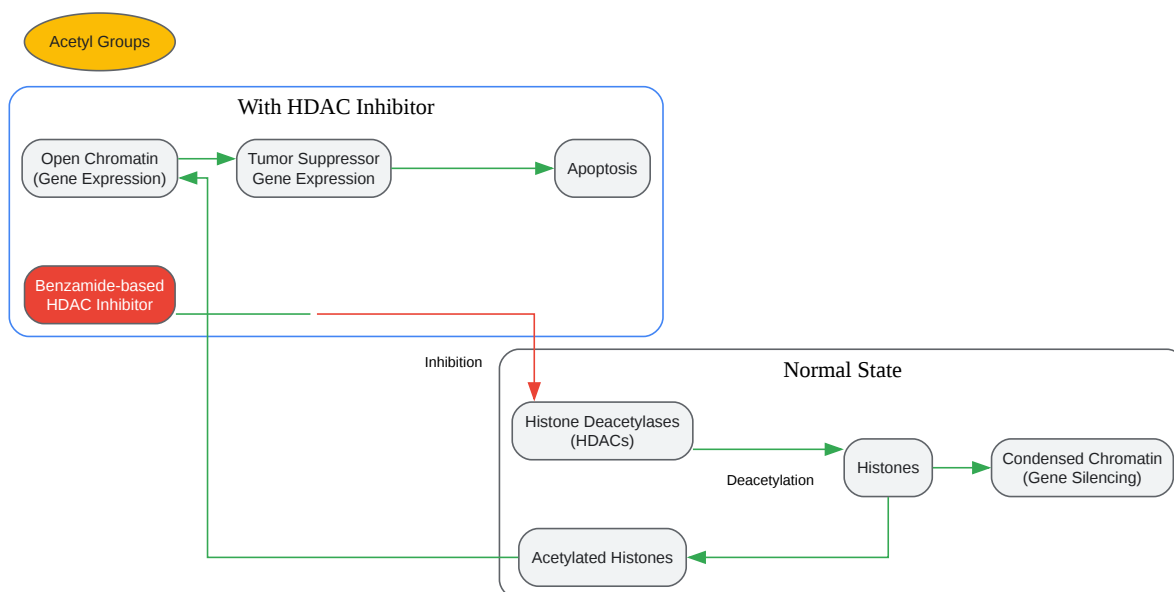 Acetyl Groups
With HDAC Inhibitor
Open Chromatin
(Gene Expression)
Tumor Suppressor
Gene Expression
Apoptosis
Benzamide-based
HDAC Inhibitor
Inhibition
Normal State
Histone Deacetylases
(HDACs)
Deacetylation
Histones
Condensed Chromatin
(Gene Silencing)
Acetylated Histones